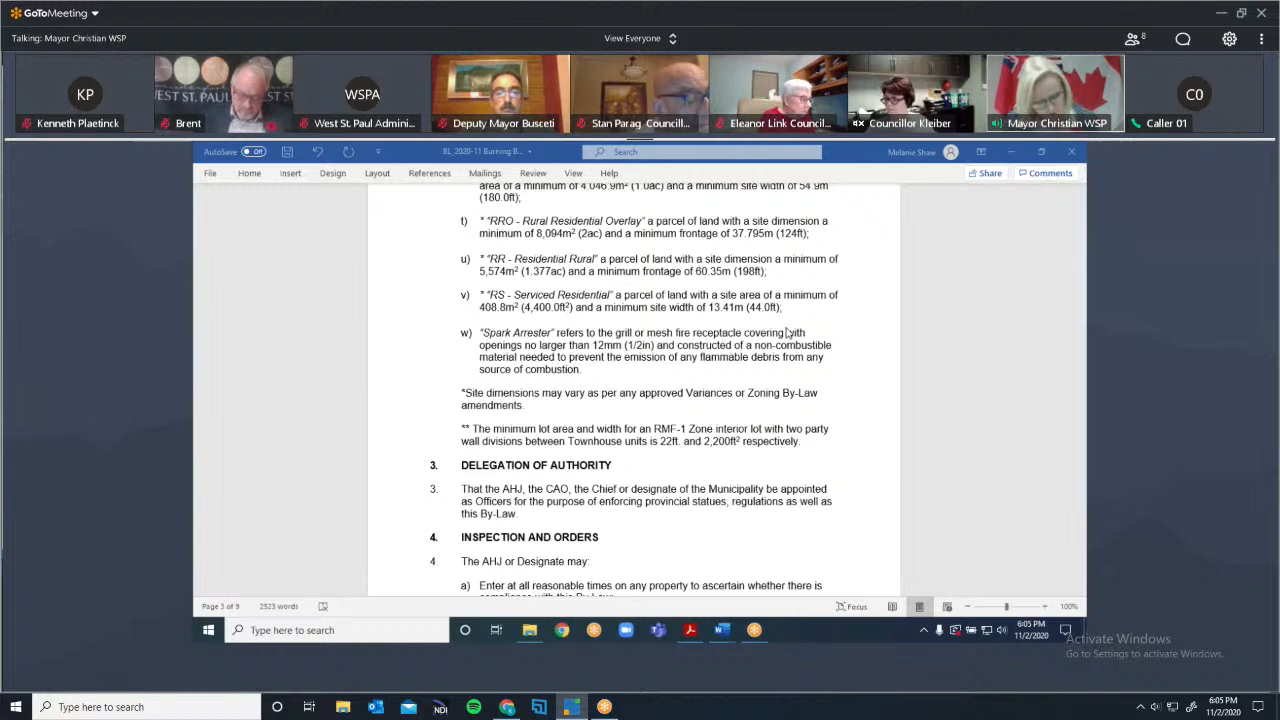 GoToMeeting
Talking: Mayor Christian WSP
View Everyone
8
KP
WSPA
C0
WEST ST. PAUL
Kenneth Plaetinck
Brent
West St. Paul Admini...
Deputy Mayor Busceti
Stan Parag Councill...
Eleanor Link Council...
Councillor Kleiber
Mayor Christian WSP
Caller 01
AutoSave Off
BL_2020-11 Burning B...
Search
Melanie Shaw
File Home Insert Design Layout References Mailings Review View Help
Share Comments
area of a minimum of 4,046.9m² (1.0ac) and a minimum site width of 54.9m
(180.0ft);
t) * "RRO - Rural Residential Overlay" a parcel of land with a site dimension a
minimum of 8,094m² (2ac) and a minimum frontage of 37.795m (124ft);
u) * "RR - Residential Rural" a parcel of land with a site dimension a minimum of
5,574m² (1.377ac) and a minimum frontage of 60.35m (198ft);
v) * "RS - Serviced Residential" a parcel of land with a site area of a minimum of
408.8m² (4,400.0ft²) and a minimum site width of 13.41m (44.0ft);
w) "Spark Arrester" refers to the grill or mesh fire receptacle covering with
openings no larger than 12mm (1/2in) and constructed of a non-combustible
material needed to prevent the emission of any flammable debris from any
source of combustion.
*Site dimensions may vary as per any approved Variances or Zoning By-Law
amendments.
** The minimum lot area and width for an RMF-1 Zone interior lot with two party
wall divisions between Townhouse units is 22ft. and 2,200ft² respectively.
3. DELEGATION OF AUTHORITY
3. That the AHJ, the CAO, the Chief or designate of the Municipality be appointed
as Officers for the purpose of enforcing provincial statues, regulations as well as
this By-Law.
4. INSPECTION AND ORDERS
4. The AHJ or Designate may:
a) Enter at all reasonable times on any property to ascertain whether there is
compliance with this By-Law;
Page 3 of 9 2523 words
Focus
100%
Type here to search
6:05 PM
11/2/2020
Activate Windows
Go to Settings to activate Windows.
Type here to search
NDI
6:05 PM
11/2/2020